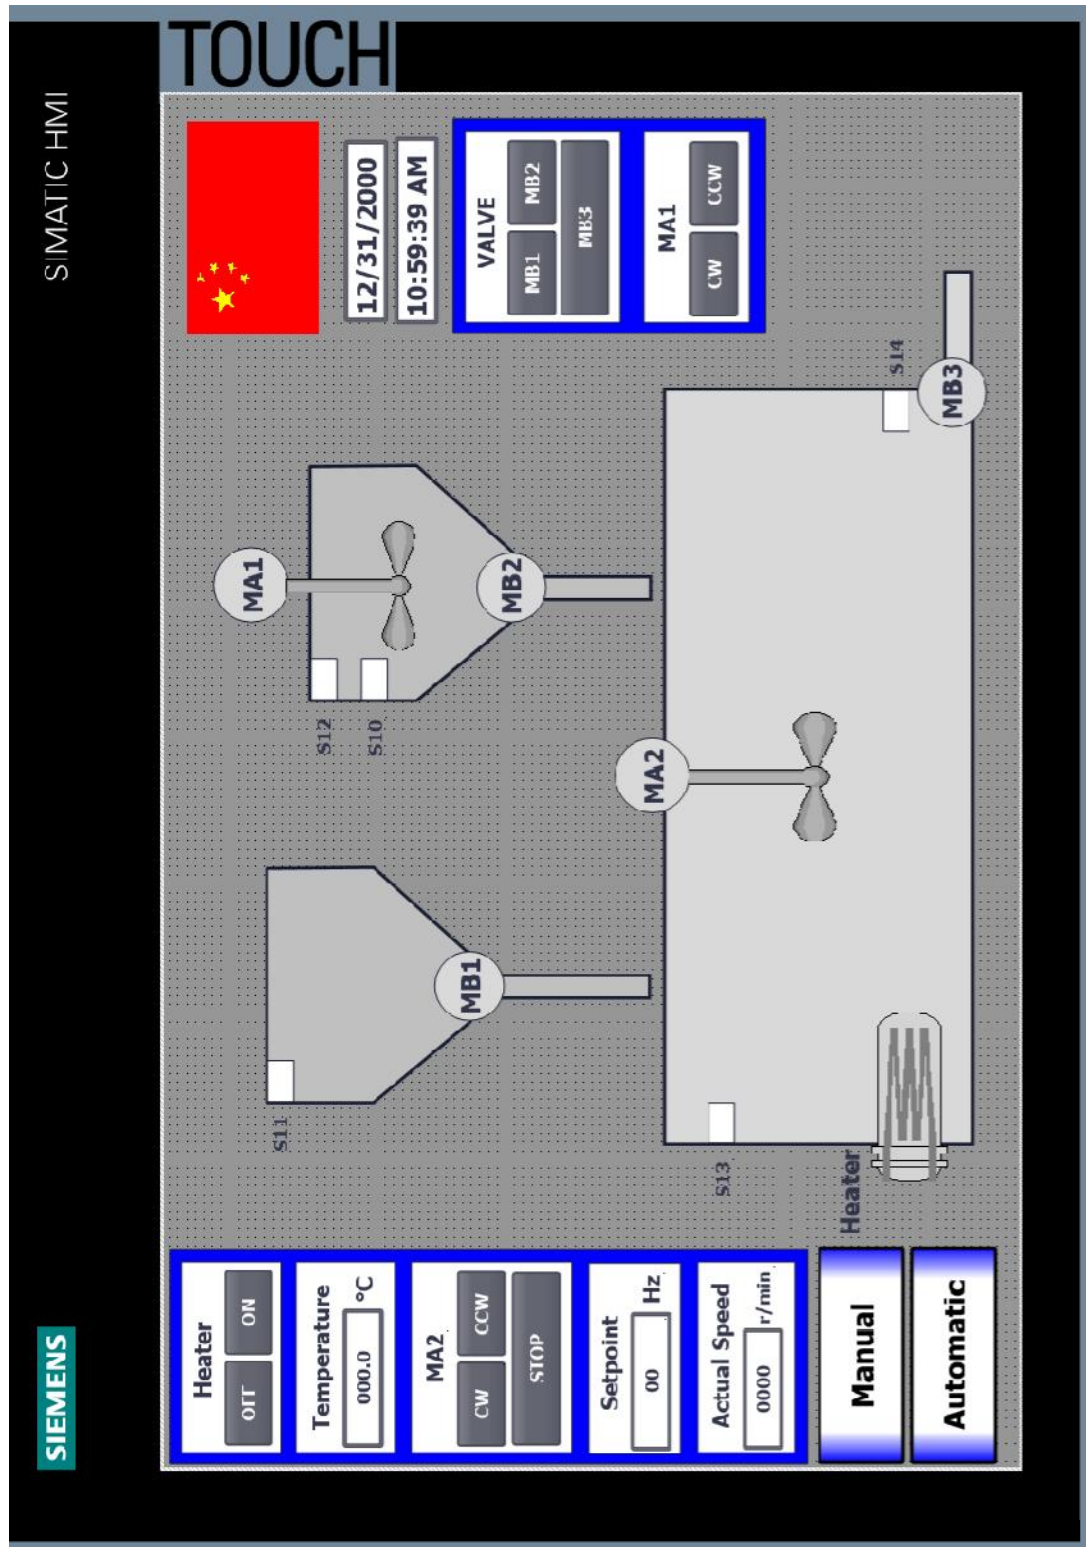 SIEMENS
SIMATIC HMI
TOUCH
Heater
OFF
ON
Temperature
000.0
°C
MA2
CW
CCW
STOP
Setpoint
00
Hz
Actual Speed
0000
r/min
Manual
Automatic
S11
MB1
S12
S10
MA1
MB2
S13
Heater
MA2
S14
MB3
12/31/2000
10:59:39 AM
VALVE
MB1
MB2
MB3
MA1
CW
CCW